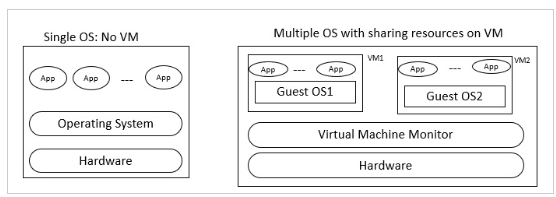 Single OS: No VM
App App --- App
Operating System
Hardware
Multiple OS with sharing resources on VM
App --- App VM1
Guest OS1
App --- App VM2
Guest OS2
Virtual Machine Monitor
Hardware